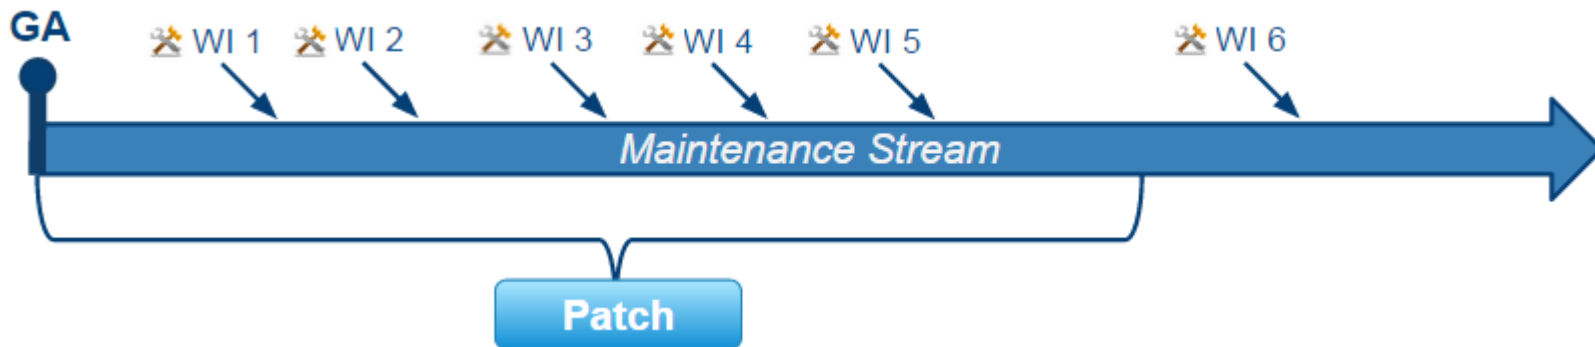 GA
WI 1
WI 2
WI 3
WI 4
WI 5
WI 6
Maintenance Stream
Patch